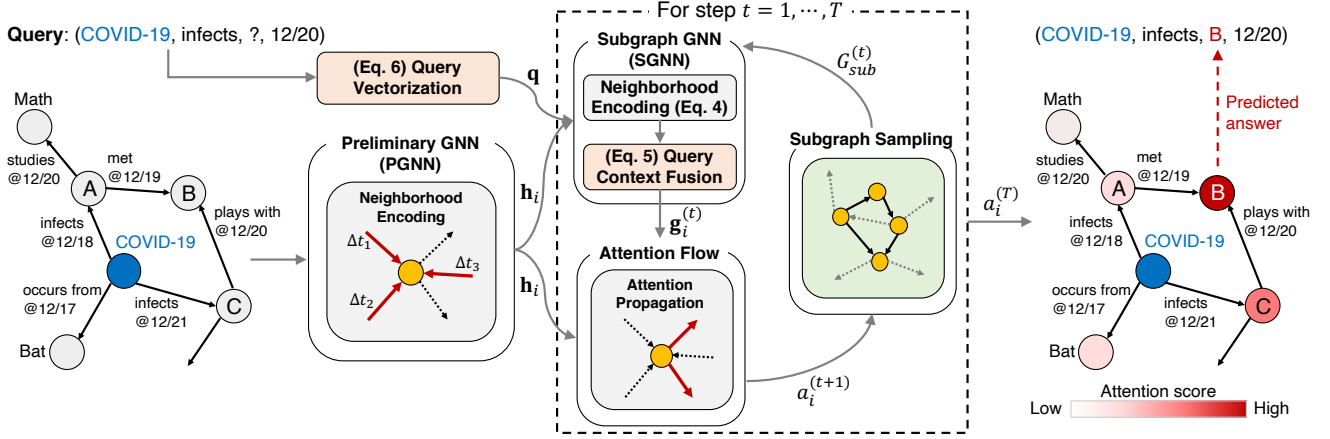 Query: (COVID-19, infects, ?, 12/20)
(Eq. 6) Query
Vectorization
q
Math
studies
@12/20
met
@12/19
A
B
infects
@12/18
plays with
@12/20
COVID-19
occurs from
@12/17
infects
@12/21
C
Bat
Preliminary GNN
(PGNN)
Neighborhood
Encoding
Δt₁
Δt₂
Δt₃
h_i
h_i
For step t = 1, ⋯, T
Subgraph GNN
(SGNN)
Neighborhood
Encoding (Eq. 4)
(Eq. 5) Query
Context Fusion
g_i^(t)
Attention Flow
Attention
Propagation
a_i^(t+1)
G_sub^(t)
Subgraph Sampling
a_i^(T)
(COVID-19, infects, B, 12/20)
Predicted
answer
Math
studies
@12/20
met
@12/19
A
B
infects
@12/18
plays with
@12/20
COVID-19
occurs from
@12/17
infects
@12/21
C
Bat
Attention score
Low
High